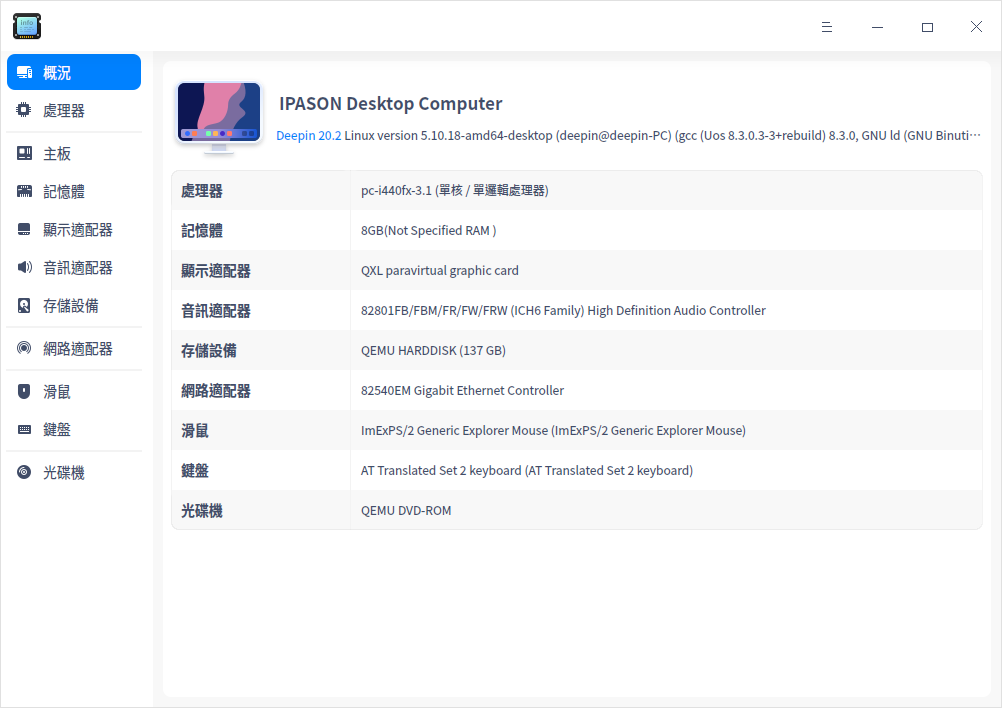 概況
處理器
主板
記憶體
顯示適配器
音訊適配器
存儲設備
網路適配器
滑鼠
鍵盤
光碟機
IPASON Desktop Computer
Deepin 20.2 Linux version 5.10.18-amd64-desktop (deepin@deepin-PC) (gcc (Uos 8.3.0.3-3+rebuild) 8.3.0, GNU ld (GNU Binuti⋯
處理器 pc-i440fx-3.1 (單核 / 單邏輯處理器)
記憶體 8GB(Not Specified RAM )
顯示適配器 QXL paravirtual graphic card
音訊適配器 82801FB/FBM/FR/FW/FRW (ICH6 Family) High Definition Audio Controller
存儲設備 QEMU HARDDISK (137 GB)
網路適配器 82540EM Gigabit Ethernet Controller
滑鼠 ImExPS/2 Generic Explorer Mouse (ImExPS/2 Generic Explorer Mouse)
鍵盤 AT Translated Set 2 keyboard (AT Translated Set 2 keyboard)
光碟機 QEMU DVD-ROM